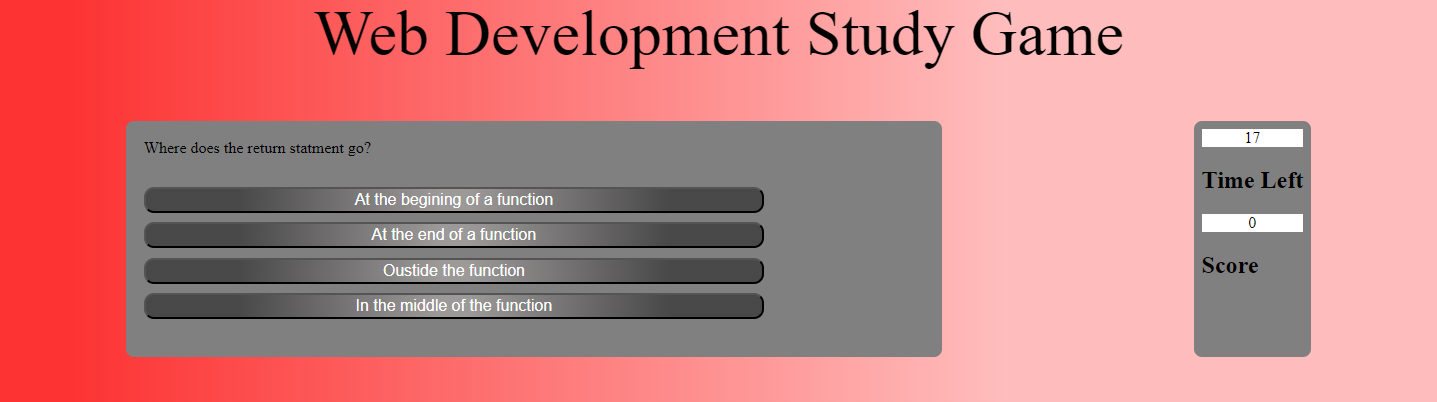 Web Development Study Game
Where does the return statment go?
At the begining of a function
At the end of a function
Oustide the function
In the middle of the function
17
Time Left
0
Score